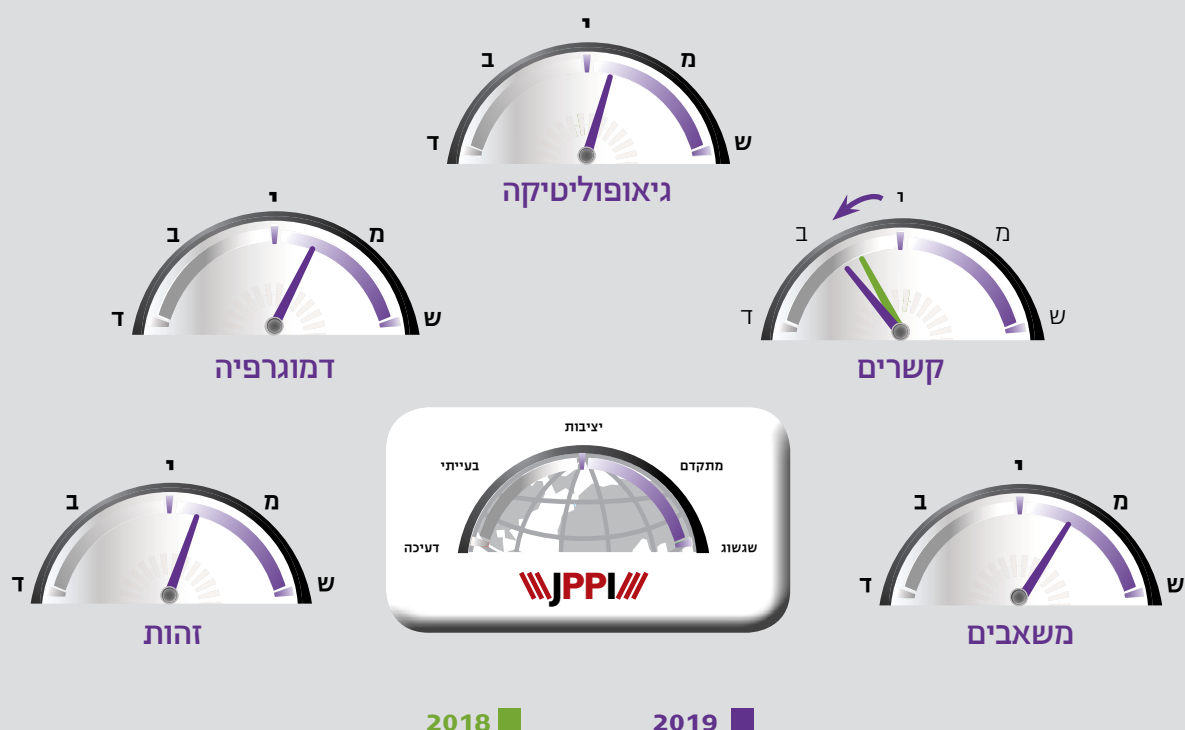 י
ב
מ
ד
ש
גיאופוליטיקה
י
ב
מ
ד
ש
קשרים
י
ב
מ
ד
ש
דמוגרפיה
יציבות
מתקדם
בעייתי
שגשוג
דעיכה
JPPI
י
ב
מ
ד
ש
משאבים
י
ב
מ
ד
ש
זהות
2019
2018